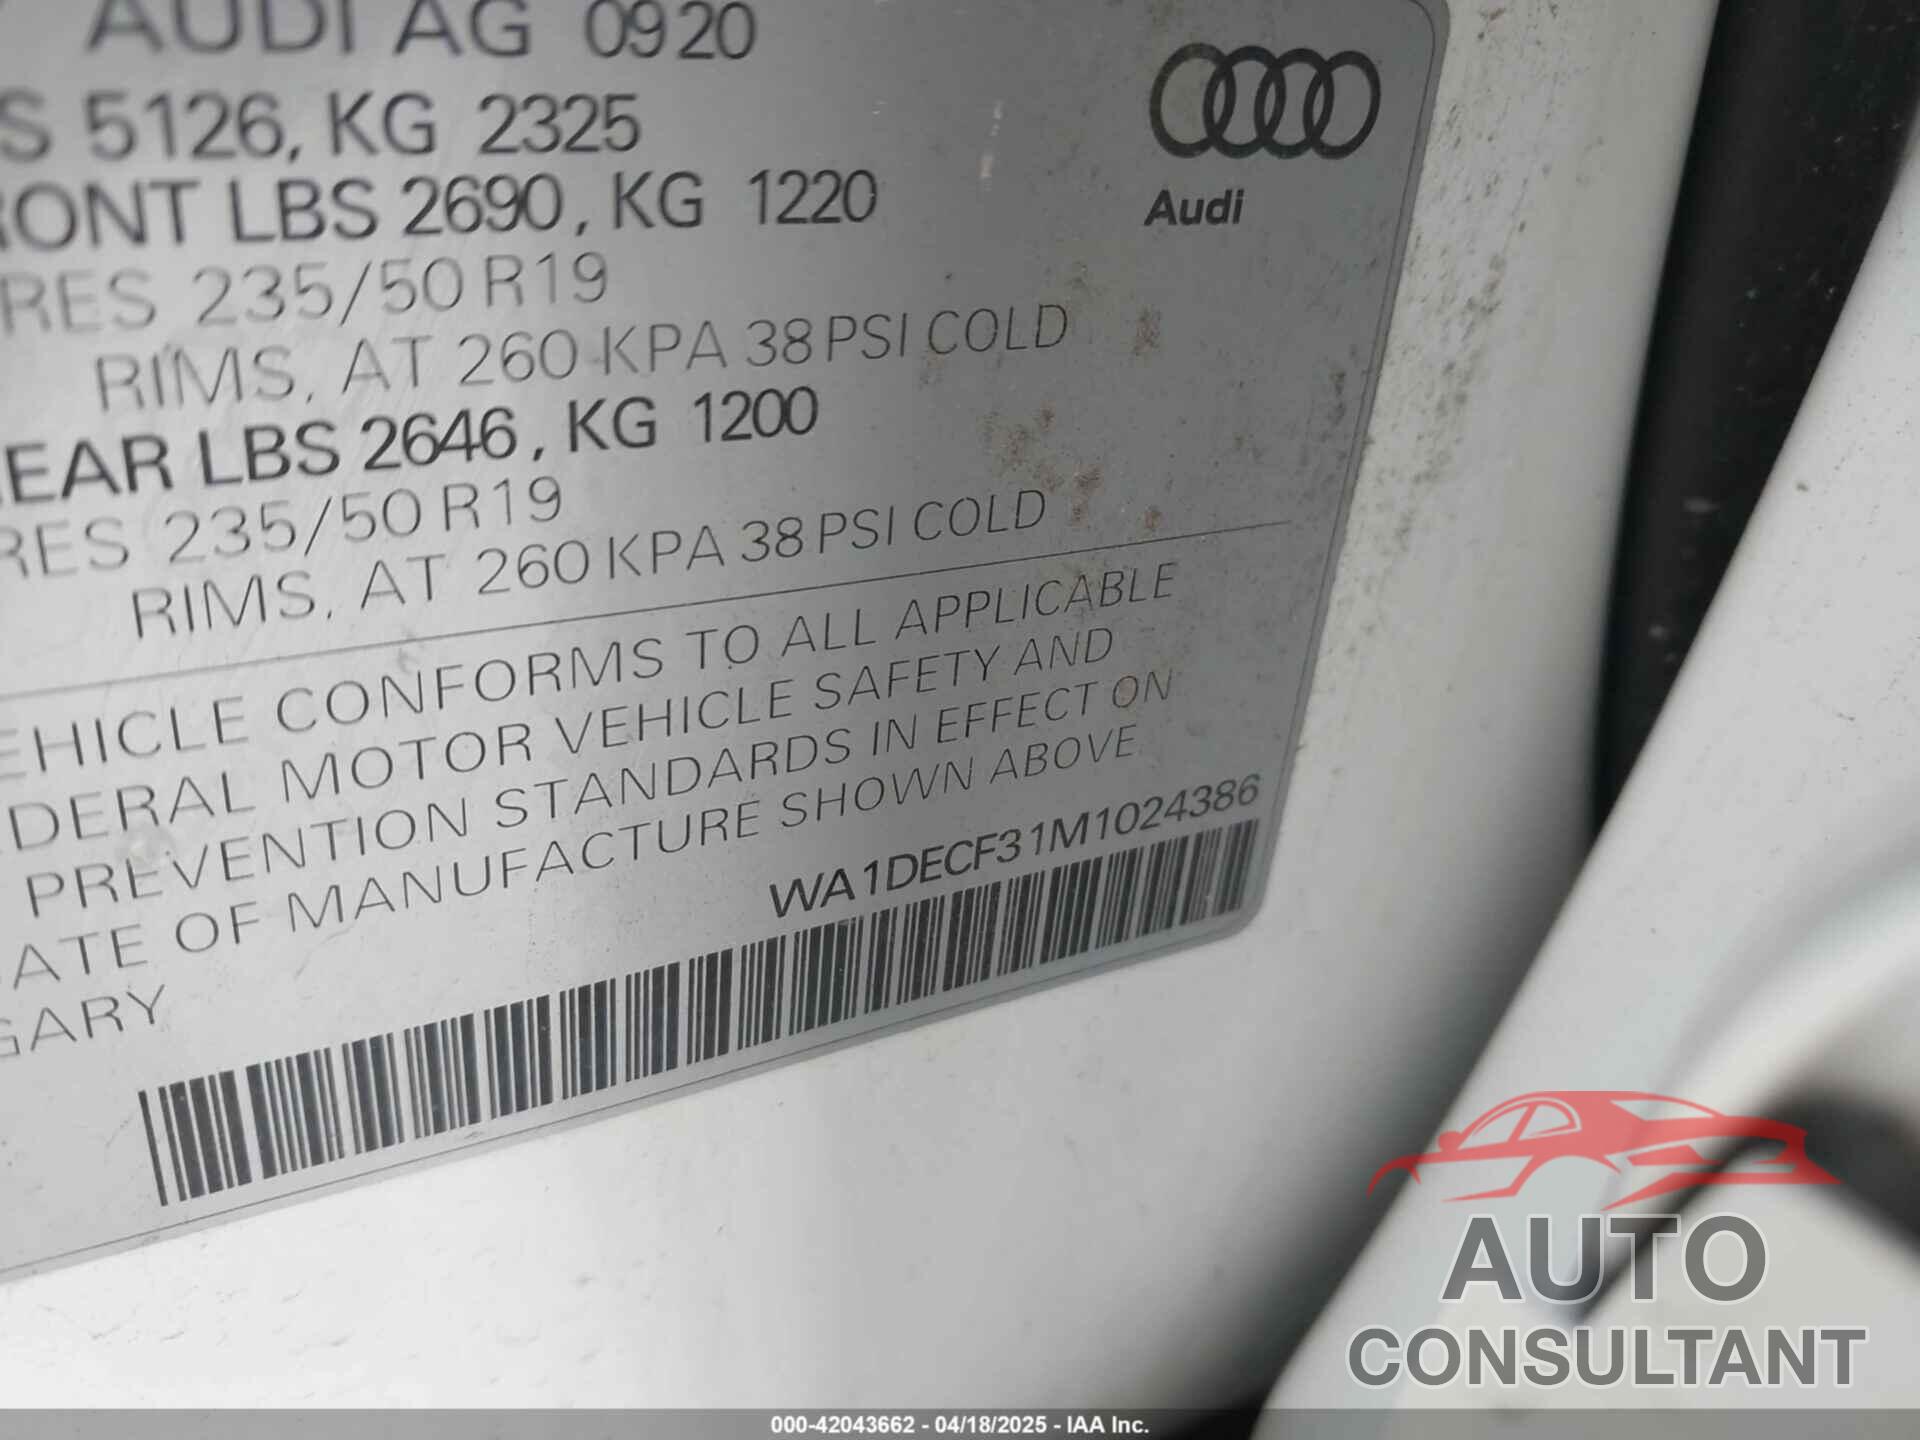 AUDI AG 0920
S 5126, KG 2325
RONT LBS 2690, KG 1220
RES 235/50 R19
RIMS, AT 260 KPA 38 PSI COLD
EAR LBS 2646, KG 1200
RES 235/50 R19
RIMS, AT 260 KPA 38 PSI COLD
Audi
EHICLE CONFORMS TO ALL APPLICABLE
DERAL MOTOR VEHICLE SAFETY AND
PREVENTION STANDARDS IN EFFECT ON
ATE OF MANUFACTURE SHOWN ABOVE.
GARY
WA1DECF31M1024386
AUTO
CONSULTANT
000-42043662 - 04/18/2025 - IAA Inc.